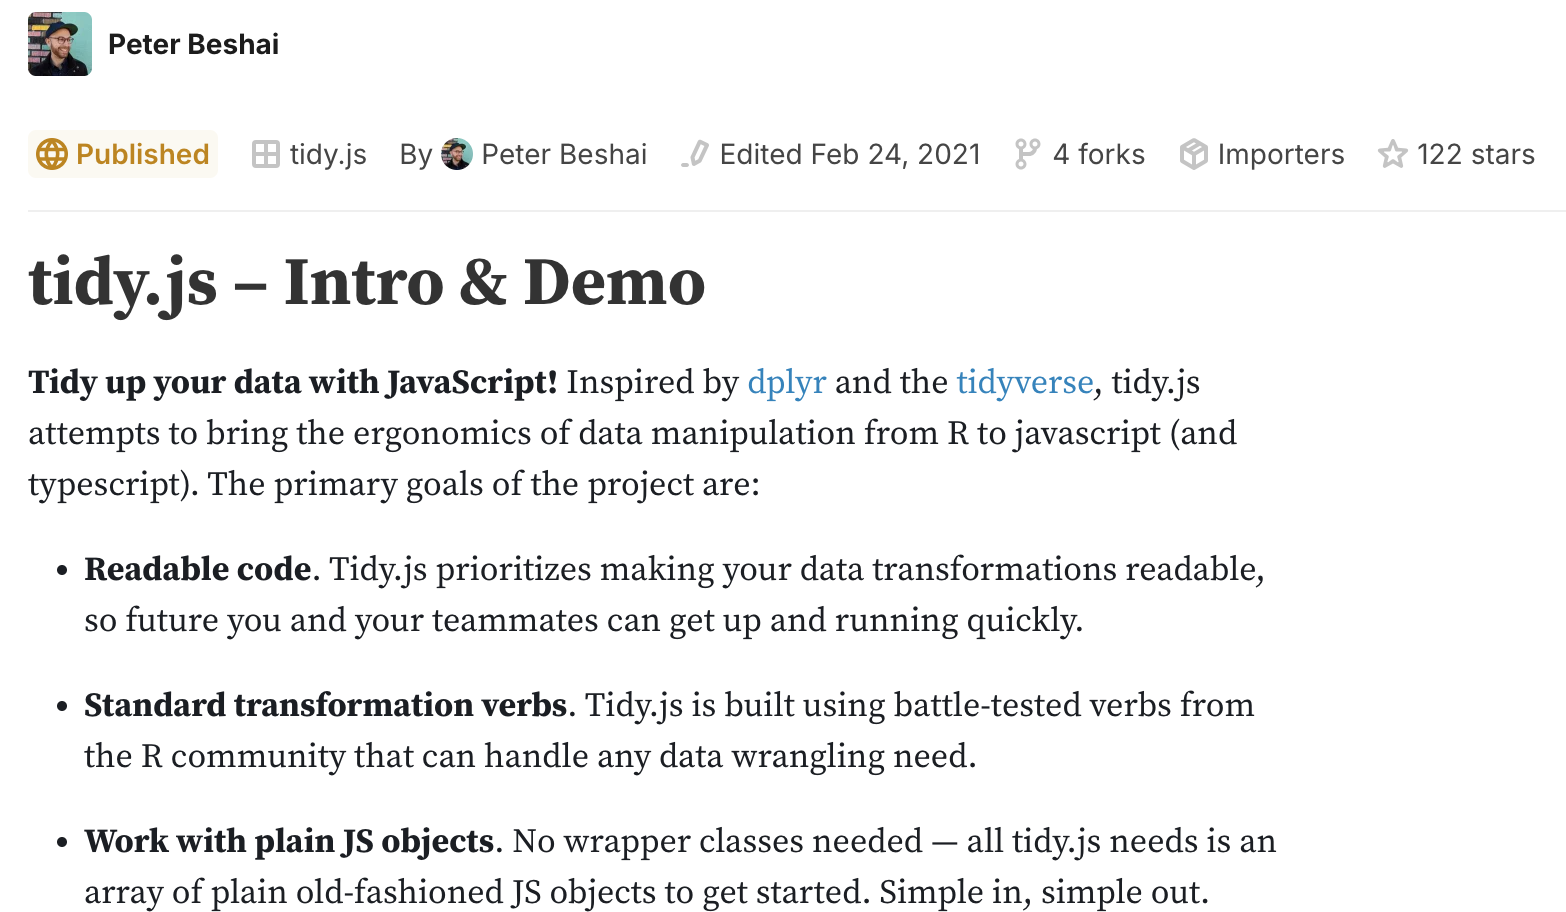 Peter Beshai
Published tidy.js By Peter Beshai Edited Feb 24, 2021 4 forks Importers 122 stars
tidy.js – Intro & Demo
Tidy up your data with JavaScript! Inspired by dplyr and the tidyverse, tidy.js
attempts to bring the ergonomics of data manipulation from R to javascript (and
typescript). The primary goals of the project are:
• Readable code. Tidy.js prioritizes making your data transformations readable,
so future you and your teammates can get up and running quickly.
• Standard transformation verbs. Tidy.js is built using battle-tested verbs from
the R community that can handle any data wrangling need.
• Work with plain JS objects. No wrapper classes needed — all tidy.js needs is an
array of plain old-fashioned JS objects to get started. Simple in, simple out.